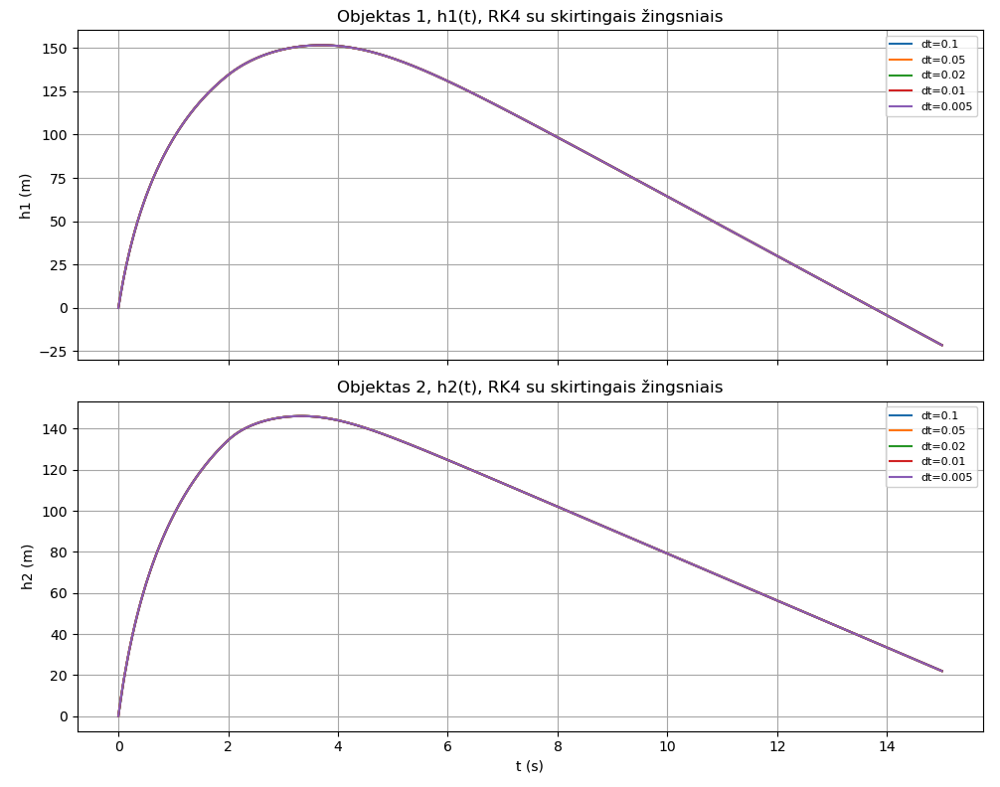 Objektas 1, h1(t), RK4 su skirtingais žingsniais
150
125
100
75
50
25
0
−25
h1 (m)
dt=0.1
dt=0.05
dt=0.02
dt=0.01
dt=0.005
Objektas 2, h2(t), RK4 su skirtingais žingsniais
140
120
100
80
60
40
20
0
h2 (m)
dt=0.1
dt=0.05
dt=0.02
dt=0.01
dt=0.005
0 2 4 6 8 10 12 14
t (s)